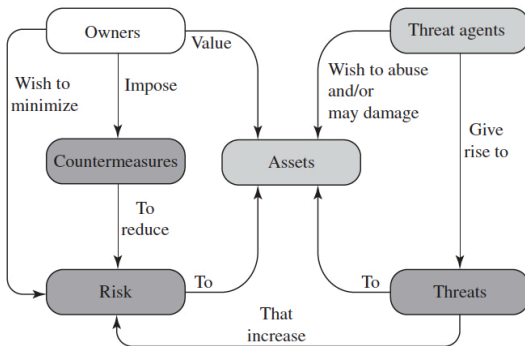 Owners
Threat agents
Value
Wish to
minimize
Impose
Wish to abuse
and/or
may damage
Give
rise to
Countermeasures
Assets
To
reduce
Risk
To
To
Threats
That
increase